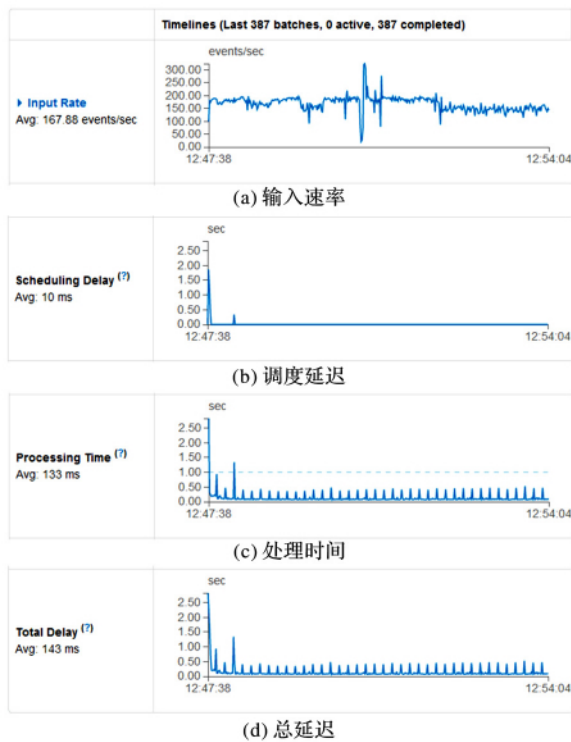 Timelines (Last 387 batches, 0 active, 387 completed)
events/sec
Input Rate
Avg: 167.88 events/sec
300.00
250.00
200.00
150.00
100.00
50.00
0.00
12:47:38 12:54:04
(a) 输入速率
sec
Scheduling Delay (?)
Avg: 10 ms
2.50
2.00
1.50
1.00
0.50
0.00
12:47:38 12:54:04
(b) 调度延迟
sec
Processing Time (?)
Avg: 133 ms
2.50
2.00
1.50
1.00
0.50
0.00
12:47:38 12:54:04
(c) 处理时间
sec
Total Delay (?)
Avg: 143 ms
2.50
2.00
1.50
1.00
0.50
0.00
12:47:38 12:54:04
(d) 总延迟